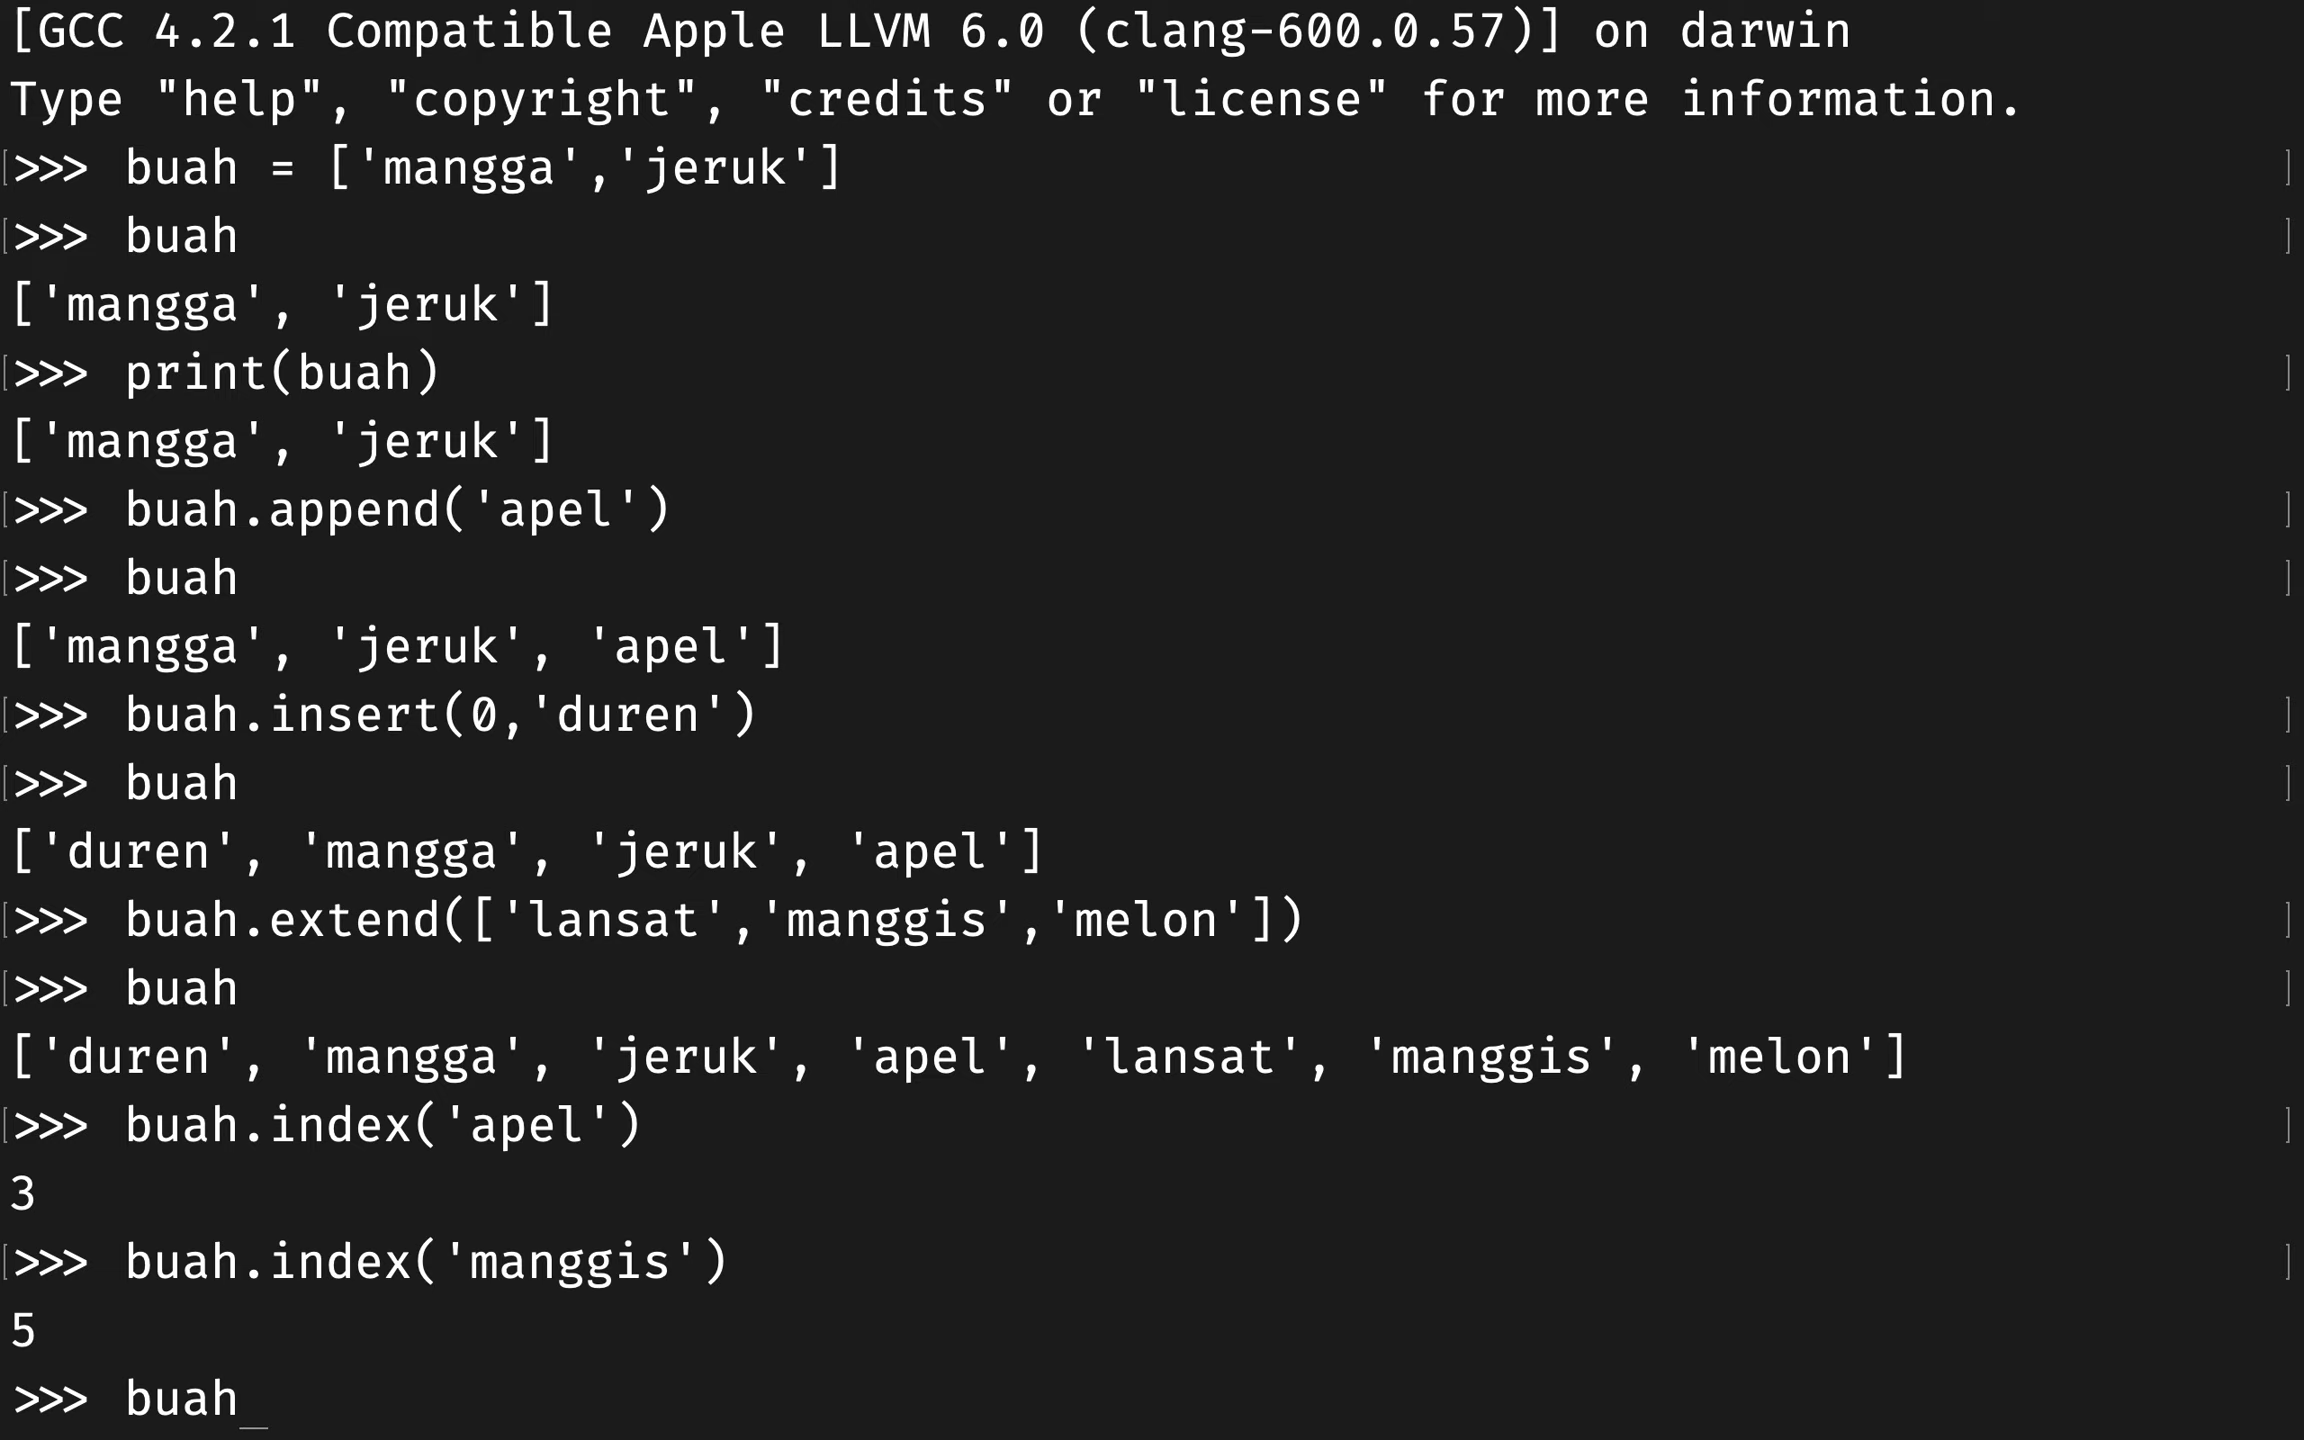 [GCC 4.2.1 Compatible Apple LLVM 6.0 (clang-600.0.57)] on darwin
Type "help", "copyright", "credits" or "license" for more information.
>>> buah = ['mangga','jeruk']
>>> buah
['mangga', 'jeruk']
>>> print(buah)
['mangga', 'jeruk']
>>> buah.append('apel')
>>> buah
['mangga', 'jeruk', 'apel']
>>> buah.insert(0,'duren')
>>> buah
['duren', 'mangga', 'jeruk', 'apel']
>>> buah.extend(['lansat','manggis','melon'])
>>> buah
['duren', 'mangga', 'jeruk', 'apel', 'lansat', 'manggis', 'melon']
>>> buah.index('apel')
3
>>> buah.index('manggis')
5
>>> buah